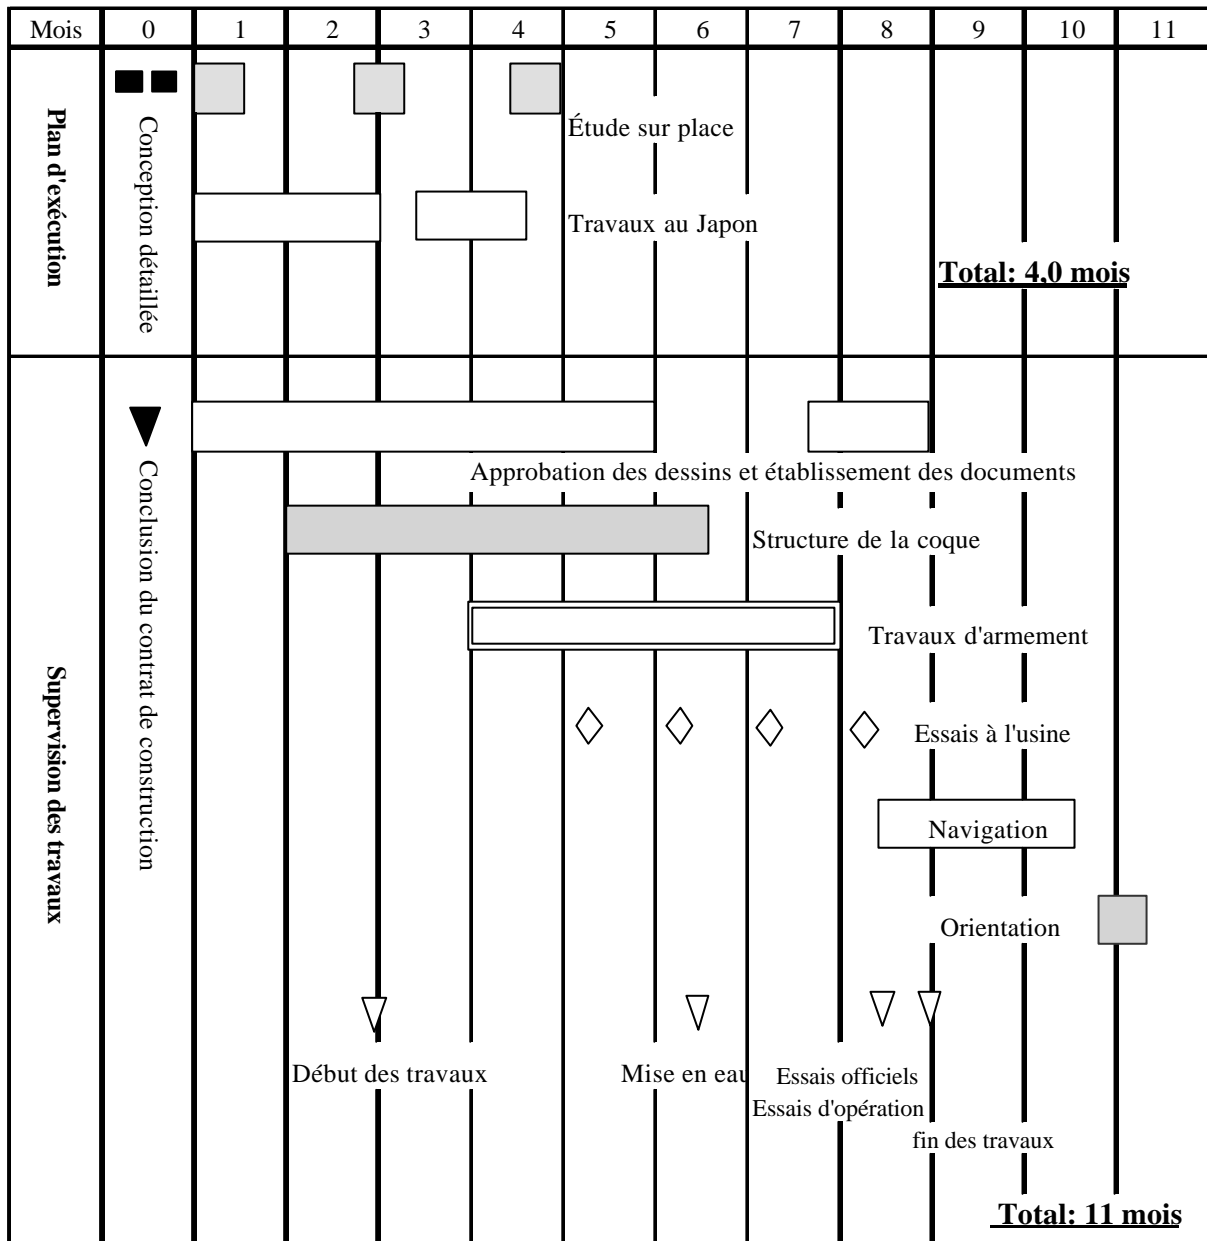 Mois 0 1 2 3 4 5 6 7 8 9 10 11
Plan d'exécution
Conception détaillée
Étude sur place
Travaux au Japon
Total: 4,0 mois
Supervision des travaux
Conclusion du contrat de construction
Approbation des dessins et établissement des documents
Structure de la coque
Travaux d'armement
Essais à l'usine
Navigation
Orientation
Début des travaux
Mise en eau
Essais officiels
Essais d'opération
fin des travaux
Total: 11 mois